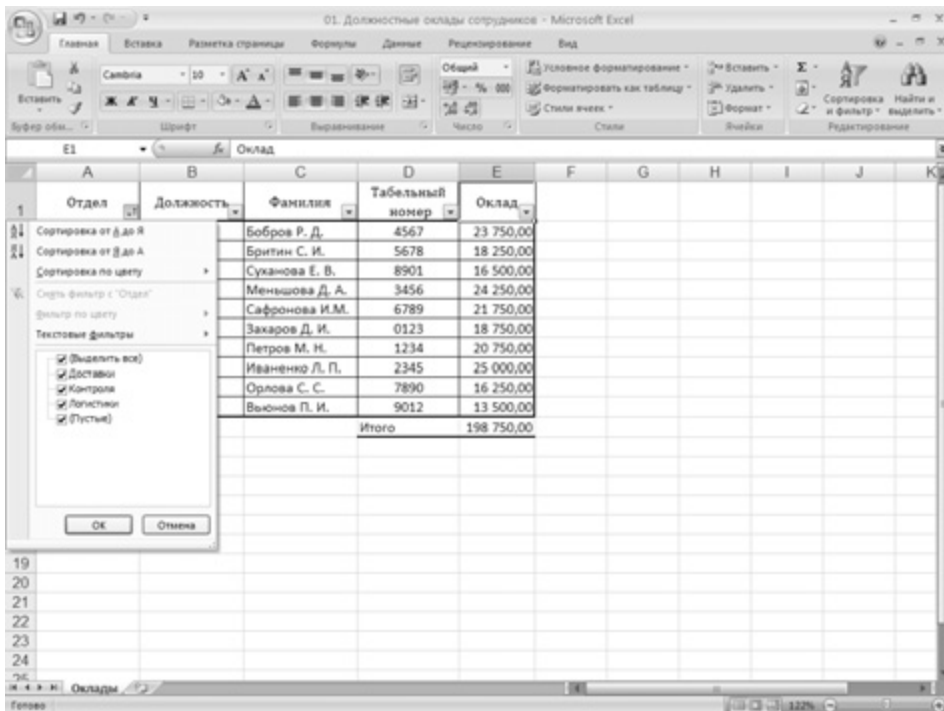 01. Должностные оклады сотрудников - Microsoft Excel
Главная Вставка Разметка страницы Формулы Данные Рецензирование Вид
Вставить
Cambria 10
Ж К Ч
Общий
% 000
Условное форматирование
Форматировать как таблицу
Стили ячеек
Вставить
Удалить
Формат
Σ
Сортировка и фильтр
Найти и выделить
Буфер обм... Шрифт Выравнивание Число Стили Ячейки Редактирование
E1 fx Оклад
A B C D E F G H I J K
1 Отдел Должность Фамилия Табельный номер Оклад
Бобров Р. Д. 4567 23 750,00
Бритин С. И. 5678 18 250,00
Суханова Е. В. 8901 16 500,00
Меньшова Д. А. 3456 24 250,00
Сафронова И.М. 6789 21 750,00
Захаров Д. И. 0123 18 750,00
Петров М. Н. 1234 20 750,00
Иваненко Л. П. 2345 25 000,00
Орлова С. С. 7890 16 250,00
Вьюнов П. И. 9012 13 500,00
Итого 198 750,00
Сортировка от А до Я
Сортировка от Я до А
Сортировка по цвету
Снять фильтр с "Отдел"
Фильтр по цвету
Текстовые фильтры
(Выделить все)
Доставки
Контроля
Логистики
(Пустые)
ОК Отмена
19
20
21
22
23
24
25
Оклады
Готово 122%